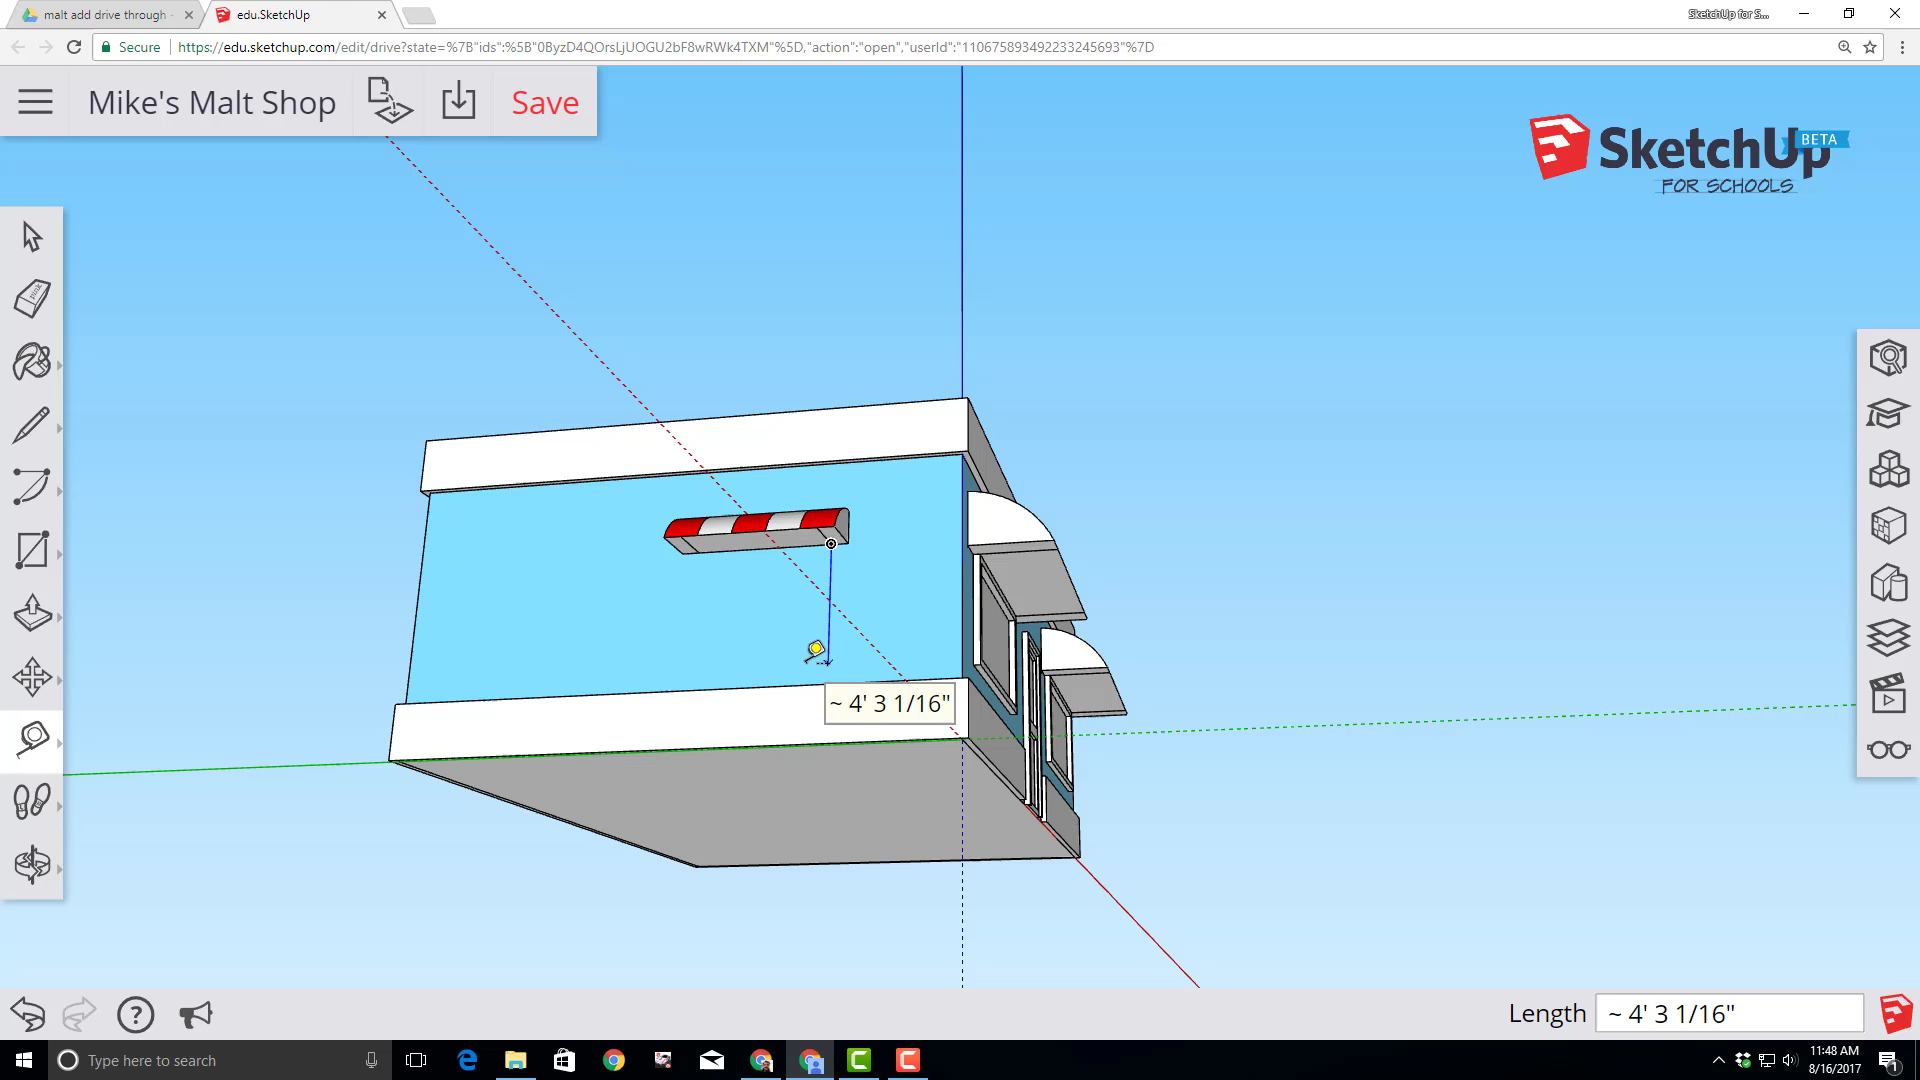 malt add drive through -
edu.SketchUp
SketchUp for S...
Secure
https://edu.sketchup.com/edit/drive?state=%7B"ids":%5B"0ByzD4QOrsLjUOGU2bF8wRWk4TXM"%5D,"action":"open","userId":"110675893492233245693"%7D
Mike's Malt Shop
Save
SketchUp
BETA
FOR SCHOOLS
pink
~ 4' 3 1/16"
Length
~ 4' 3 1/16"
Type here to search
11:48 AM
8/16/2017
1